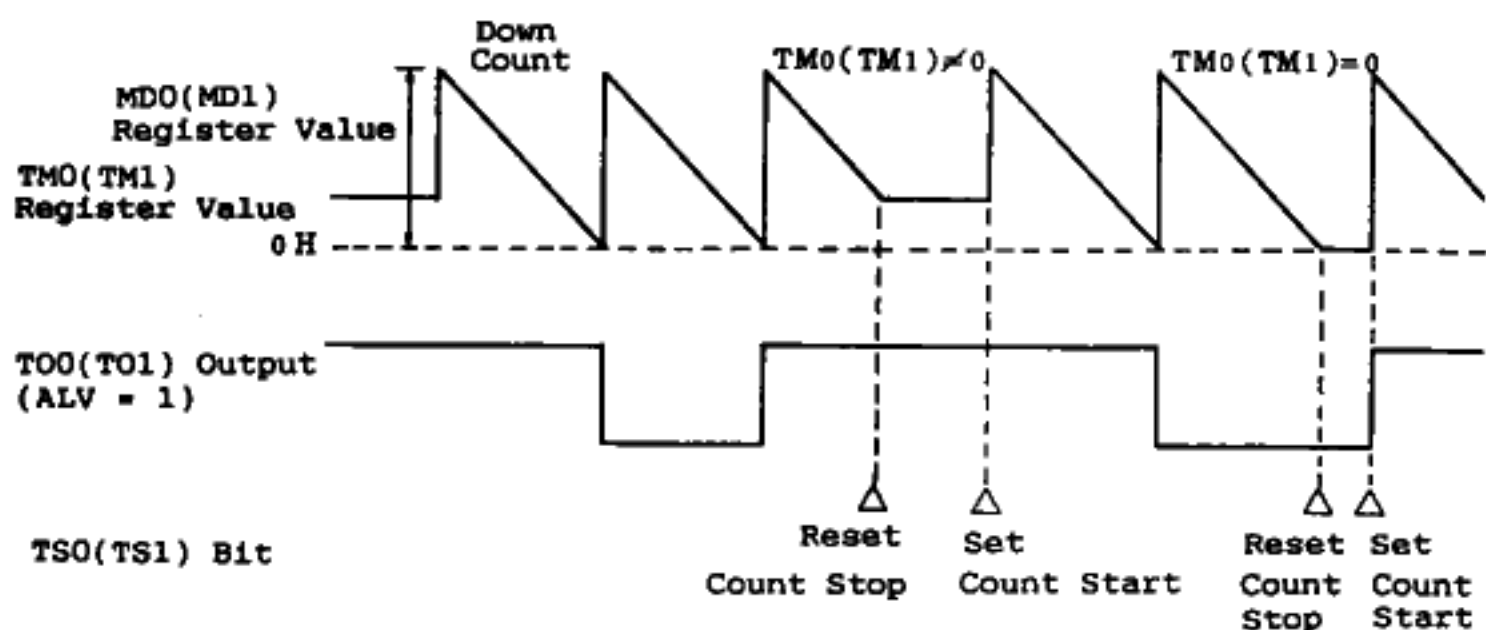 Down
Count
TM0(TM1)≠0
TM0(TM1)=0
MD0(MD1)
Register Value
TM0(TM1)
Register Value
0H
TO0(TO1) Output
(ALV = 1)
TS0(TS1) Bit
Reset
Count Stop
Set
Count Start
Reset
Count
Stop
Set
Count
Start